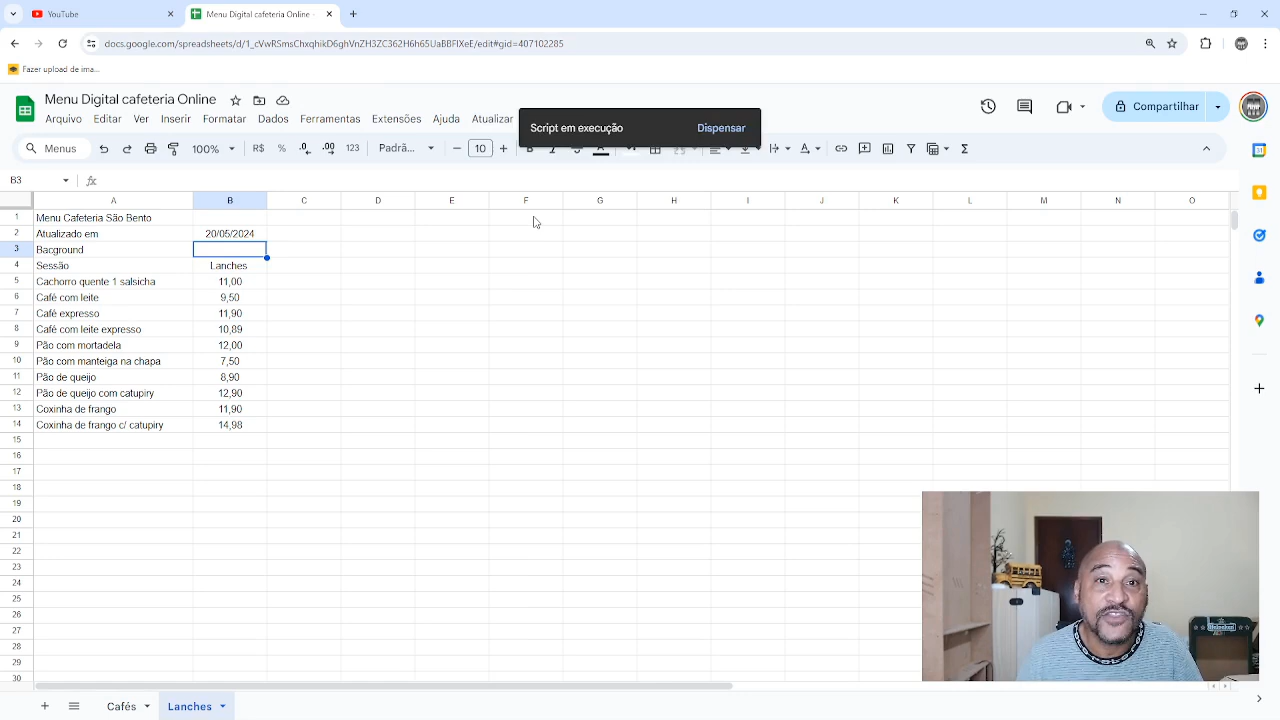 YouTube
Menu Digital cafeteria Online -
docs.google.com/spreadsheets/d/
/edit#gid=407102305
Fazer upload de ima...
Menu Digital cafeteria Online
Arquivo Editar Ver Inserir Formatar Dados Ferramentas Extensões Ajuda Atualizar
Script em execução Dispensar
Compartilhar
Menus 100% R$ .0 .00 123 Padrã... 10
B3 fx
A B C D E F G H I J K L M N O
1 Menu Cafeteria São Bento
2 Atualizado em 20/05/2024
3 Bacground
4 Sessão Lanches
5 Cachorro quente 1 salsicha 11,00
6 Café com leite
7 Café expresso 11,90
8 Café com leite expresso 10,89
9 Pão com mortadela 12,00
10 Pão com manteiga na chapa 7,50
11 Pão de queijo
12 Pão de queijo com catupiry 12,90
13 Coxinha de frango 11,90
14 Coxinha de frango c/ catupiry 14,98
15
16
17
18
19
20
21
22
23
24
25
26
27
28
29
30
Heineken
Cafés Lanches